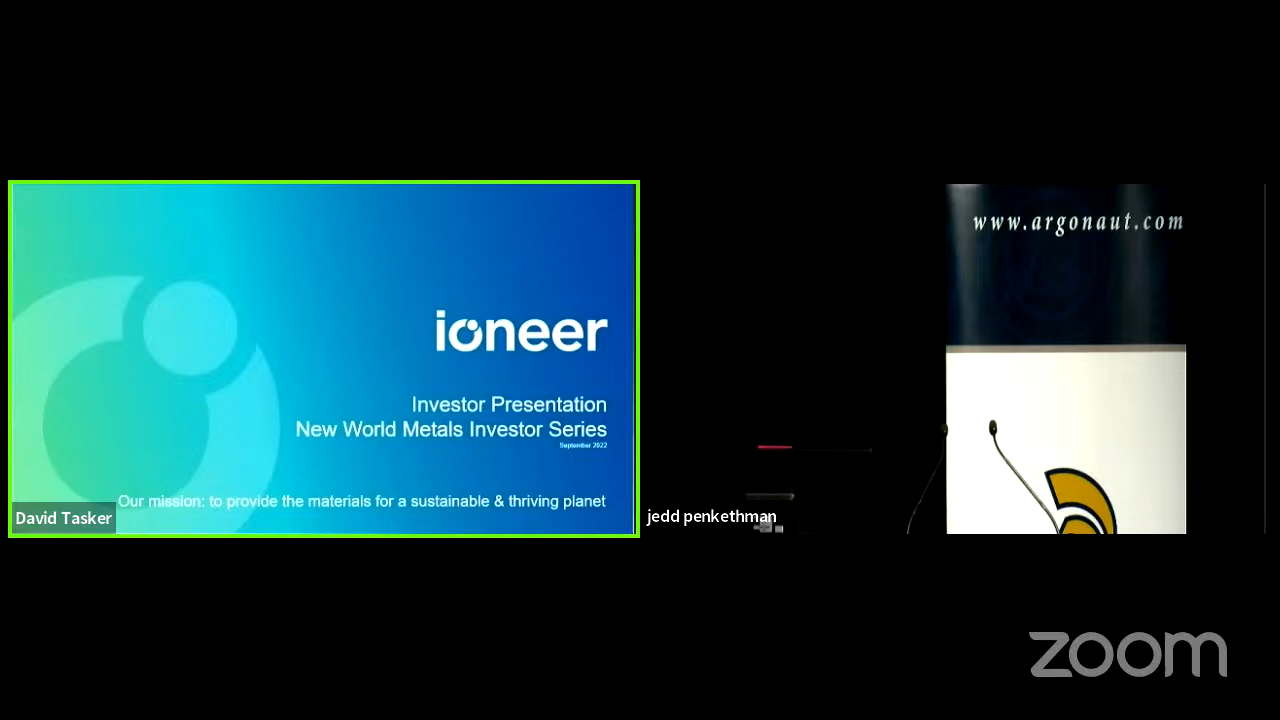 ioneer
Investor Presentation
New World Metals Investor Series
September 2022
Our mission: to provide the materials for a sustainable & thriving planet
David Tasker
www.argonaut.com
jedd penkethman
zoom